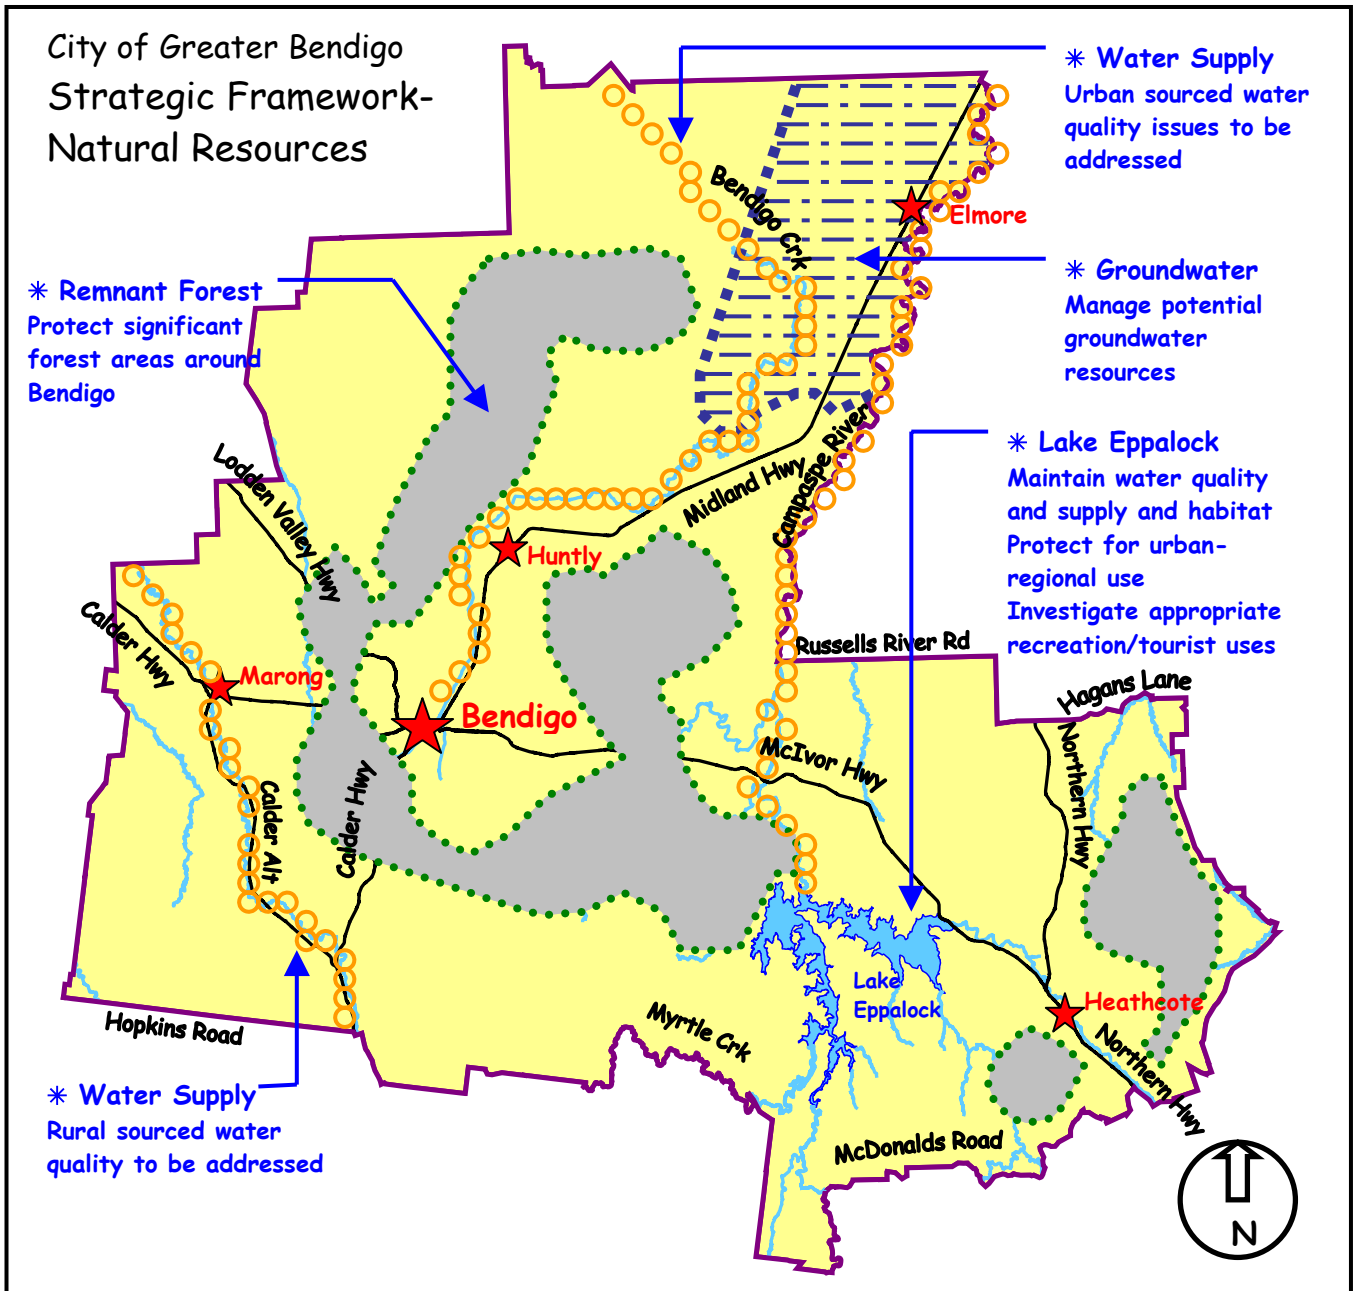 City of Greater Bendigo
Strategic Framework-
Natural Resources
✳ Water Supply
Urban sourced water
quality issues to be
addressed
Bendigo Crk
Elmore
✳ Groundwater
Manage potential
groundwater
resources
✳ Remnant Forest
Protect significant
forest areas around
Bendigo
✳ Lake Eppalock
Maintain water quality
and supply and habitat
Protect for urban-
regional use
Investigate appropriate
recreation/tourist uses
Lodden Valley Hwy
Midland Hwy
Campaspe River
Huntly
Calder Hwy
Marong
Russells River Rd
Hagans Lane
Bendigo
McIvor Hwy
Northern Hwy
Calder Alt
Calder Hwy
Lake
Eppalock
Heathcote
Hopkins Road
Myrtle Crk
Northern Hwy
✳ Water Supply
Rural sourced water
quality to be addressed
McDonalds Road
N